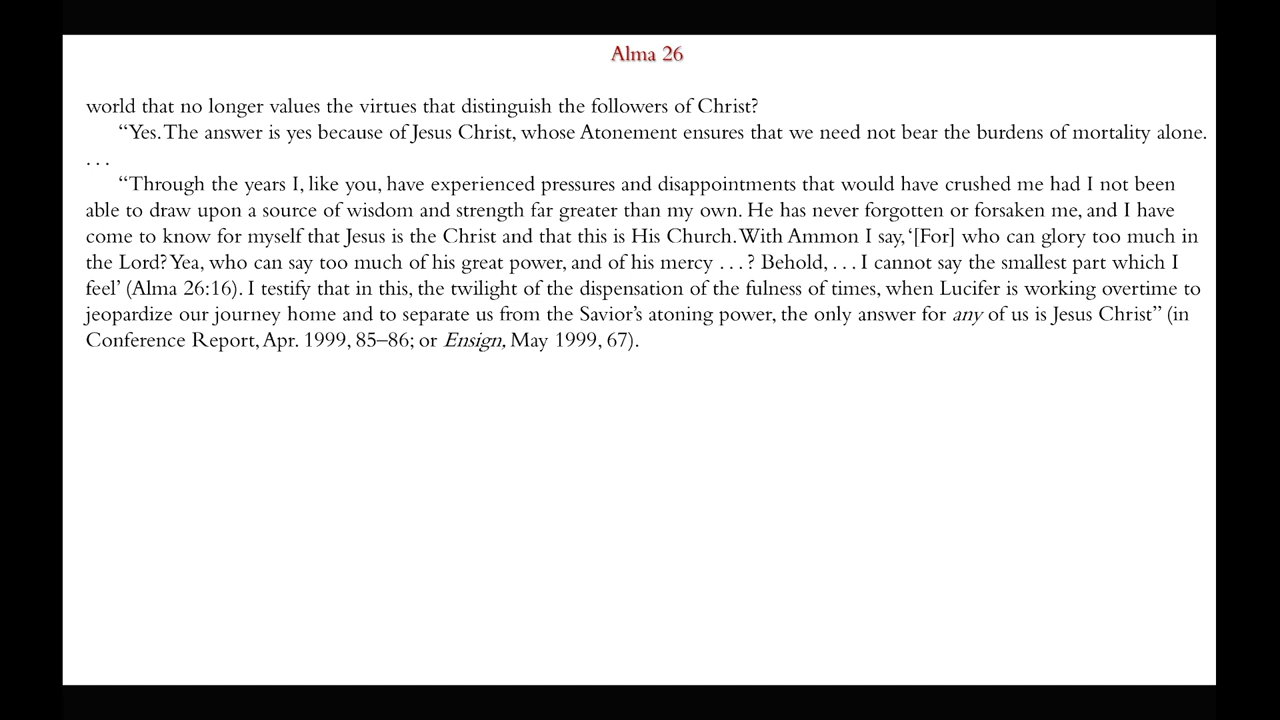 Alma 26
world that no longer values the virtues that distinguish the followers of Christ?
“Yes. The answer is yes because of Jesus Christ, whose Atonement ensures that we need not bear the burdens of mortality alone.
. . .
“Through the years I, like you, have experienced pressures and disappointments that would have crushed me had I not been
able to draw upon a source of wisdom and strength far greater than my own. He has never forgotten or forsaken me, and I have
come to know for myself that Jesus is the Christ and that this is His Church. With Ammon I say, ‘[For] who can glory too much in
the Lord? Yea, who can say too much of his great power, and of his mercy . . . ? Behold, . . . I cannot say the smallest part which I
feel’ (Alma 26:16). I testify that in this, the twilight of the dispensation of the fulness of times, when Lucifer is working overtime to
jeopardize our journey home and to separate us from the Savior’s atoning power, the only answer for any of us is Jesus Christ” (in
Conference Report, Apr. 1999, 85–86; or Ensign, May 1999, 67).